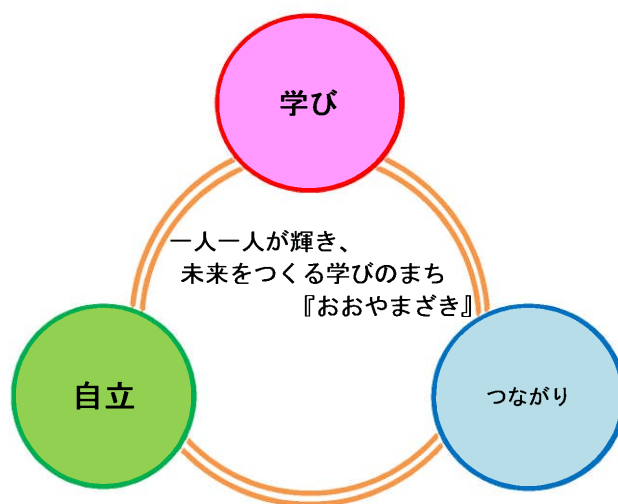 学び
一人一人が輝き、
未来をつくる学びのまち
『おおやまざき』
自立
つながり